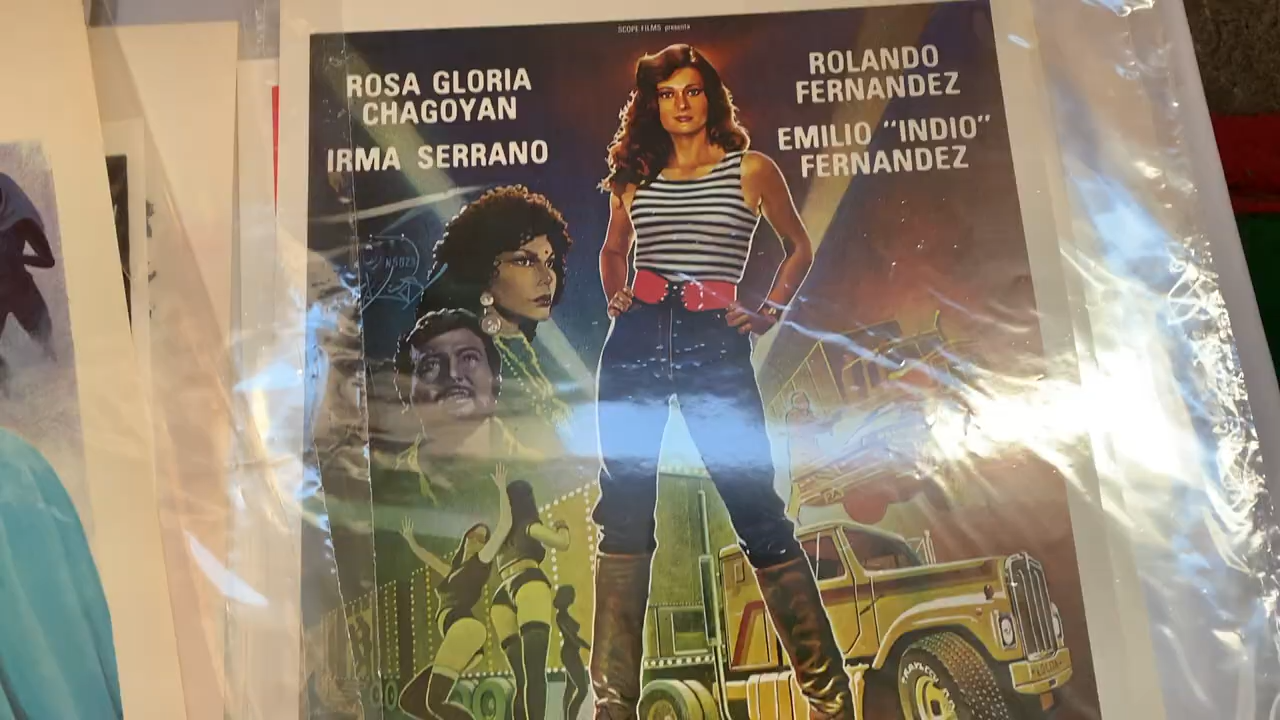 SCOPE FILMS presenta
ROSA GLORIA
CHAGOYAN
IRMA SERRANO
ROLANDO
FERNANDEZ
EMILIO "INDIO"
FERNANDEZ